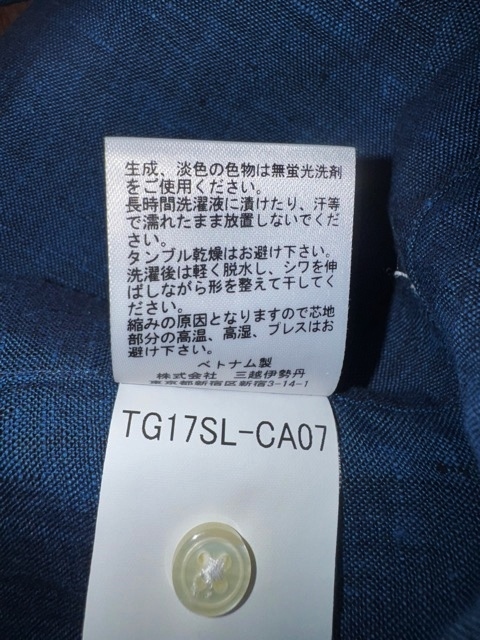 生成、淡色の色物は無蛍光洗剤
をご使用ください。
長時間洗濯液に漬けたり、汗等
で濡れたまま放置しないでくだ
さい。
タンブル乾燥はお避け下さい。
洗濯後は軽く脱水し、シワを伸
ばしながら形を整えて干してく
ださい。
縮みの原因となりますので芯地
部分の高温、高湿、プレスはお
避け下さい。
ベトナム製
株式会社 三越伊勢丹
東京都新宿区新宿3-14-1
TG17SL-CA07